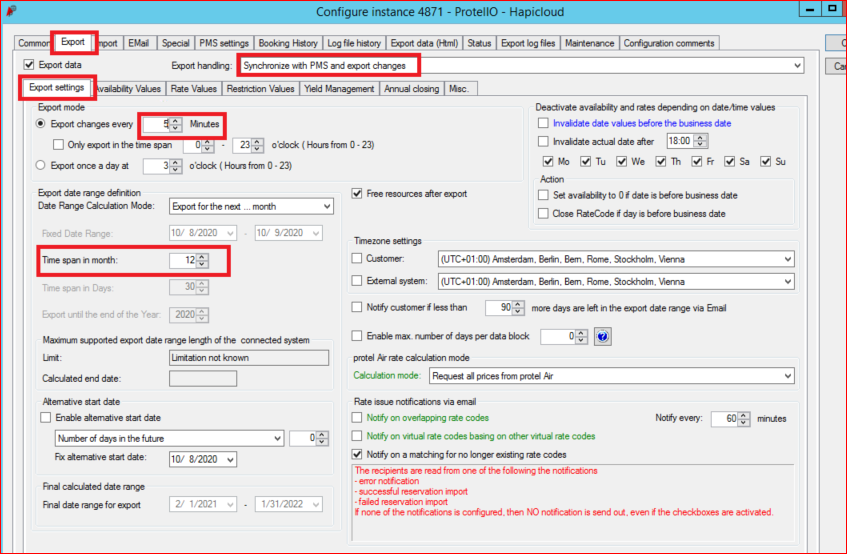 Configure instance 4871 - ProtelIO - Hapicloud
Common Export Import EMail Special PMS settings Booking History Log file history Export data (Html) Status Export log files Maintenance Configuration comments
Export data Export handling: Synchronize with PMS and export changes
Export settings Availability Values Rate Values Restriction Values Yield Management Annual closing Misc.
Export mode
Export changes every 5 Minutes
Only export in the time span 0 - 23 o'clock ( Hours from 0 - 23)
Export once a day at 3 o'clock ( Hours from 0 - 23)
Deactivate availability and rates depending on date/time values
Invalidate date values before the business date
Invalidate actual date after 18:00
Mo Tu We Th Fr Sa Su
Action
Set availability to 0 if date is before business date
Close RateCode if day is before business date
Export date range definition
Date Range Calculation Mode: Export for the next ... month
Fixed Date Range: 10/ 8/2020 - 10/ 9/2020
Time span in month: 12
Time span in Days: 30
Export until the end of the Year: 2020
Maximum supported export date range length of the connected system
Limit: Limitation not known
Calculated end date:
Alternative start date
Enable alternative start date
Number of days in the future 0
Fix alternative start date: 10/ 8/2020
Final calculated date range
Final date range for export 2/ 1/2021 - 1/31/2022
Free resources after export
Timezone settings
Customer: (UTC+01:00) Amsterdam, Berlin, Bern, Rome, Stockholm, Vienna
External system: (UTC+01:00) Amsterdam, Berlin, Bern, Rome, Stockholm, Vienna
Notify customer if less than 90 more days are left in the export date range via Email
Enable max. number of days per data block 0
protel Air rate calculation mode
Calculation mode: Request all prices from protel Air
Rate issue notifications via email
Notify on overlapping rate codes Notify every: 60 minutes
Notify on virtual rate codes basing on other virtual rate codes
Notify on a matching for no longer existing rate codes
The recipients are read from one of the following the notifications
- error notification
- successful reservation import
- failed reservation import
If none of the notifications is configured, then NO notification is send out, even if the checkboxes are activated.